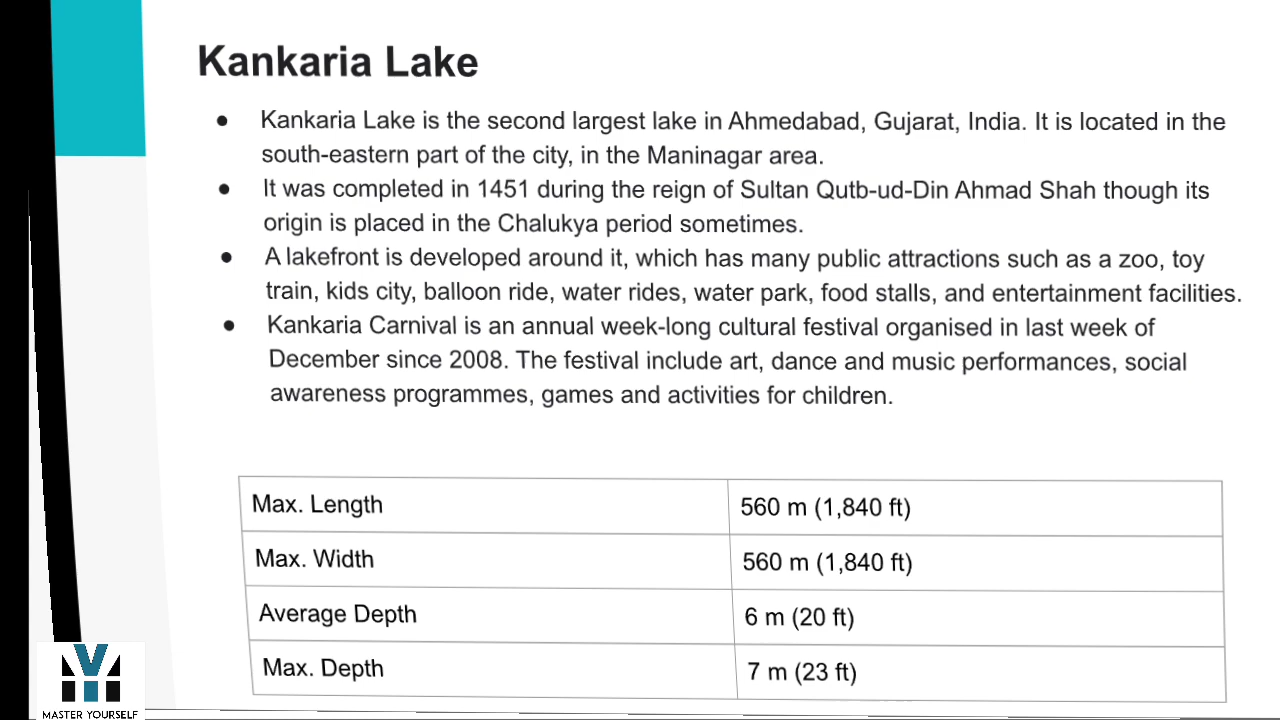 Kankaria Lake
● Kankaria Lake is the second largest lake in Ahmedabad, Gujarat, India. It is located in the
south-eastern part of the city, in the Maninagar area.
● It was completed in 1451 during the reign of Sultan Qutb-ud-Din Ahmad Shah though its
origin is placed in the Chalukya period sometimes.
● A lakefront is developed around it, which has many public attractions such as a zoo, toy
train, kids city, balloon ride, water rides, water park, food stalls, and entertainment facilities.
● Kankaria Carnival is an annual week-long cultural festival organised in last week of
December since 2008. The festival include art, dance and music performances, social
awareness programmes, games and activities for children.
Max. Length 560 m (1,840 ft)
Max. Width 560 m (1,840 ft)
Average Depth 6 m (20 ft)
Max. Depth 7 m (23 ft)
MASTER YOURSELF